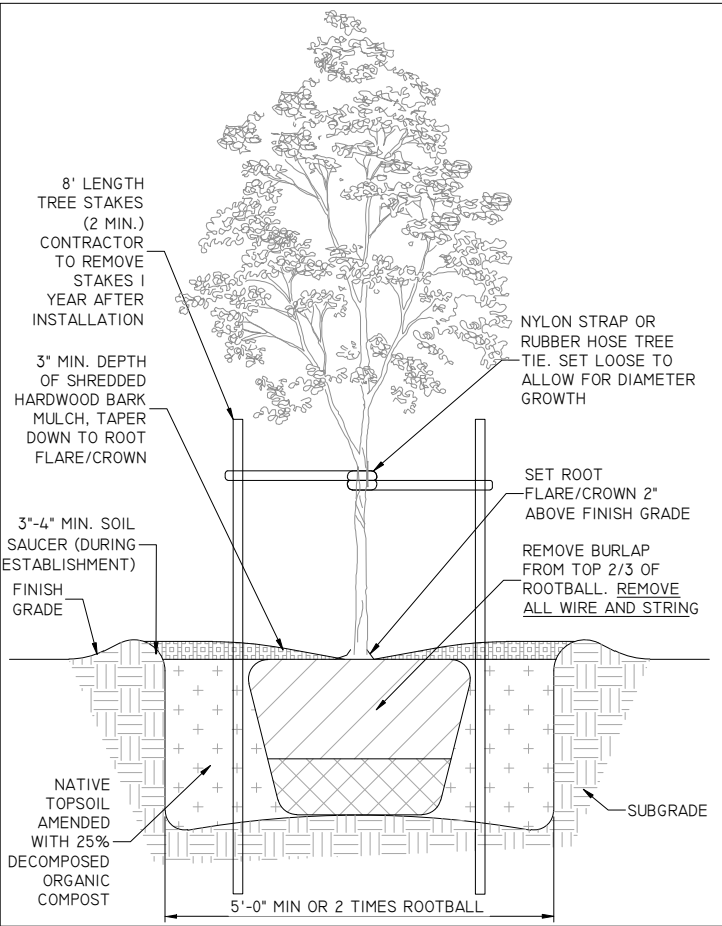 8' LENGTH
TREE STAKES
(2 MIN.)
CONTRACTOR
TO REMOVE
STAKES 1
YEAR AFTER
INSTALLATION
3" MIN. DEPTH
OF SHREDDED
HARDWOOD BARK
MULCH, TAPER
DOWN TO ROOT
FLARE/CROWN
3"-4" MIN. SOIL
SAUCER (DURING
ESTABLISHMENT)
FINISH
GRADE
NATIVE
TOPSOIL
AMENDED
WITH 25%
DECOMPOSED
ORGANIC
COMPOST
NYLON STRAP OR
RUBBER HOSE TREE
TIE. SET LOOSE TO
ALLOW FOR DIAMETER
GROWTH
SET ROOT
FLARE/CROWN 2"
ABOVE FINISH GRADE
REMOVE BURLAP
FROM TOP 2/3 OF
ROOTBALL. REMOVE
ALL WIRE AND STRING
SUBGRADE
5'-0" MIN OR 2 TIMES ROOTBALL